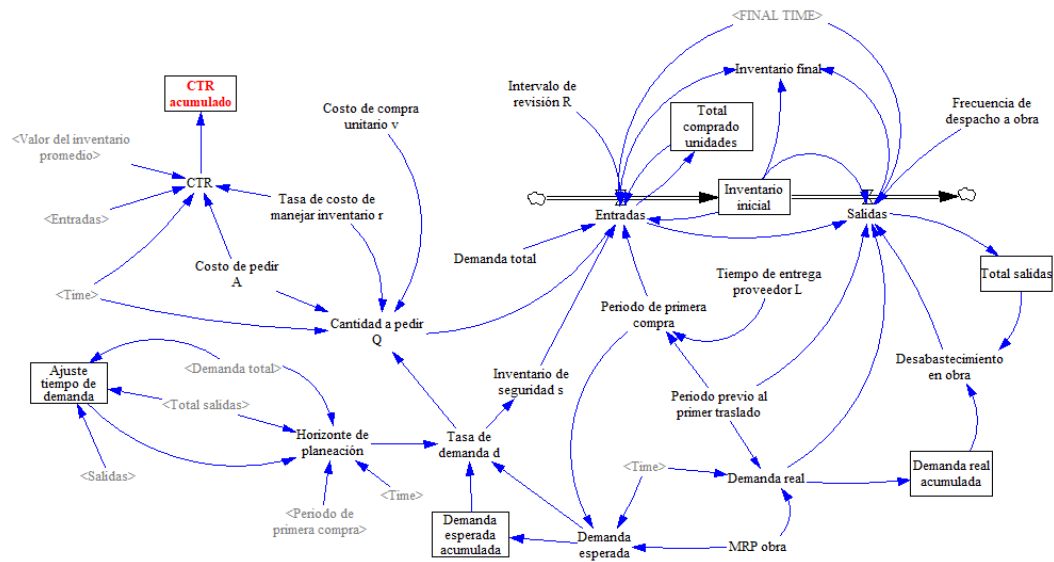 <FINAL TIME>
CTR
acumulado
Intervalo de
revisión R
Inventario final
Costo de compra
unitario v
Total
comprado
unidades
Frecuencia de
despacho a obra
<Valor del inventario
promedio>
CTR
Tasa de costo de
manejar inventario r
Inventario
inicial
<Entradas>
Entradas
Salidas
Demanda total
Costo de pedir
A
Tiempo de entrega
proveedor L
Total salidas
<Time>
Periodo de primera
compra
Cantidad a pedir
Q
Desabastecimiento
en obra
<Demanda total>
Ajuste
tiempo de
demanda
Inventario de
seguridad s
Periodo previo al
primer traslado
<Total salidas>
Horizonte de
planeación
Tasa de
demanda d
<Salidas>
<Time>
Demanda real
Demanda real
acumulada
<Time>
<Periodo de
primera compra>
Demanda
esperada
acumulada
Demanda
esperada
MRP obra